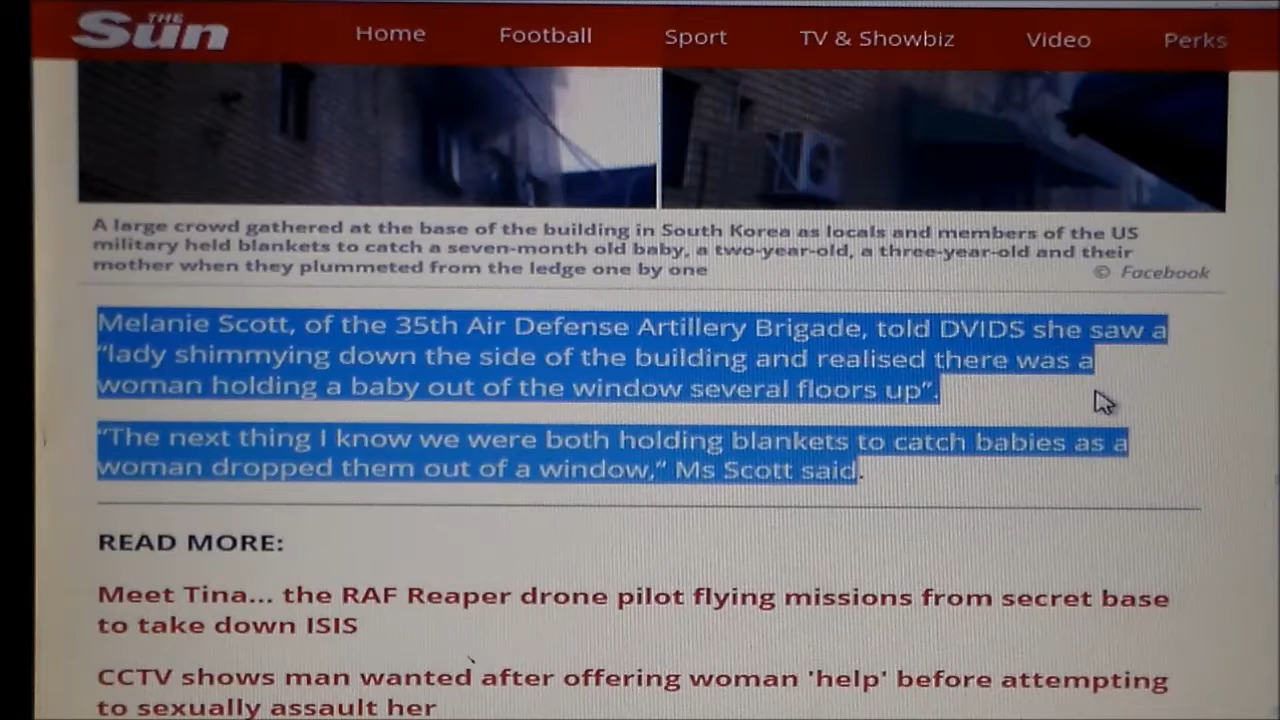 THE Sun Home Football Sport TV & Showbiz Video Perks
A large crowd gathered at the base of the building in South Korea as locals and members of the US
military held blankets to catch a seven-month old baby, a two-year-old, a three-year-old and their
mother when they plummeted from the ledge one by one © Facebook
Melanie Scott, of the 35th Air Defense Artillery Brigade, told DVIDS she saw a
“lady shimmying down the side of the building and realised there was a
woman holding a baby out of the window several floors up”.
“The next thing I know we were both holding blankets to catch babies as a
woman dropped them out of a window,” Ms Scott said.
READ MORE:
Meet Tina... the RAF Reaper drone pilot flying missions from secret base
to take down ISIS
CCTV shows man wanted after offering woman 'help' before attempting
to sexually assault her